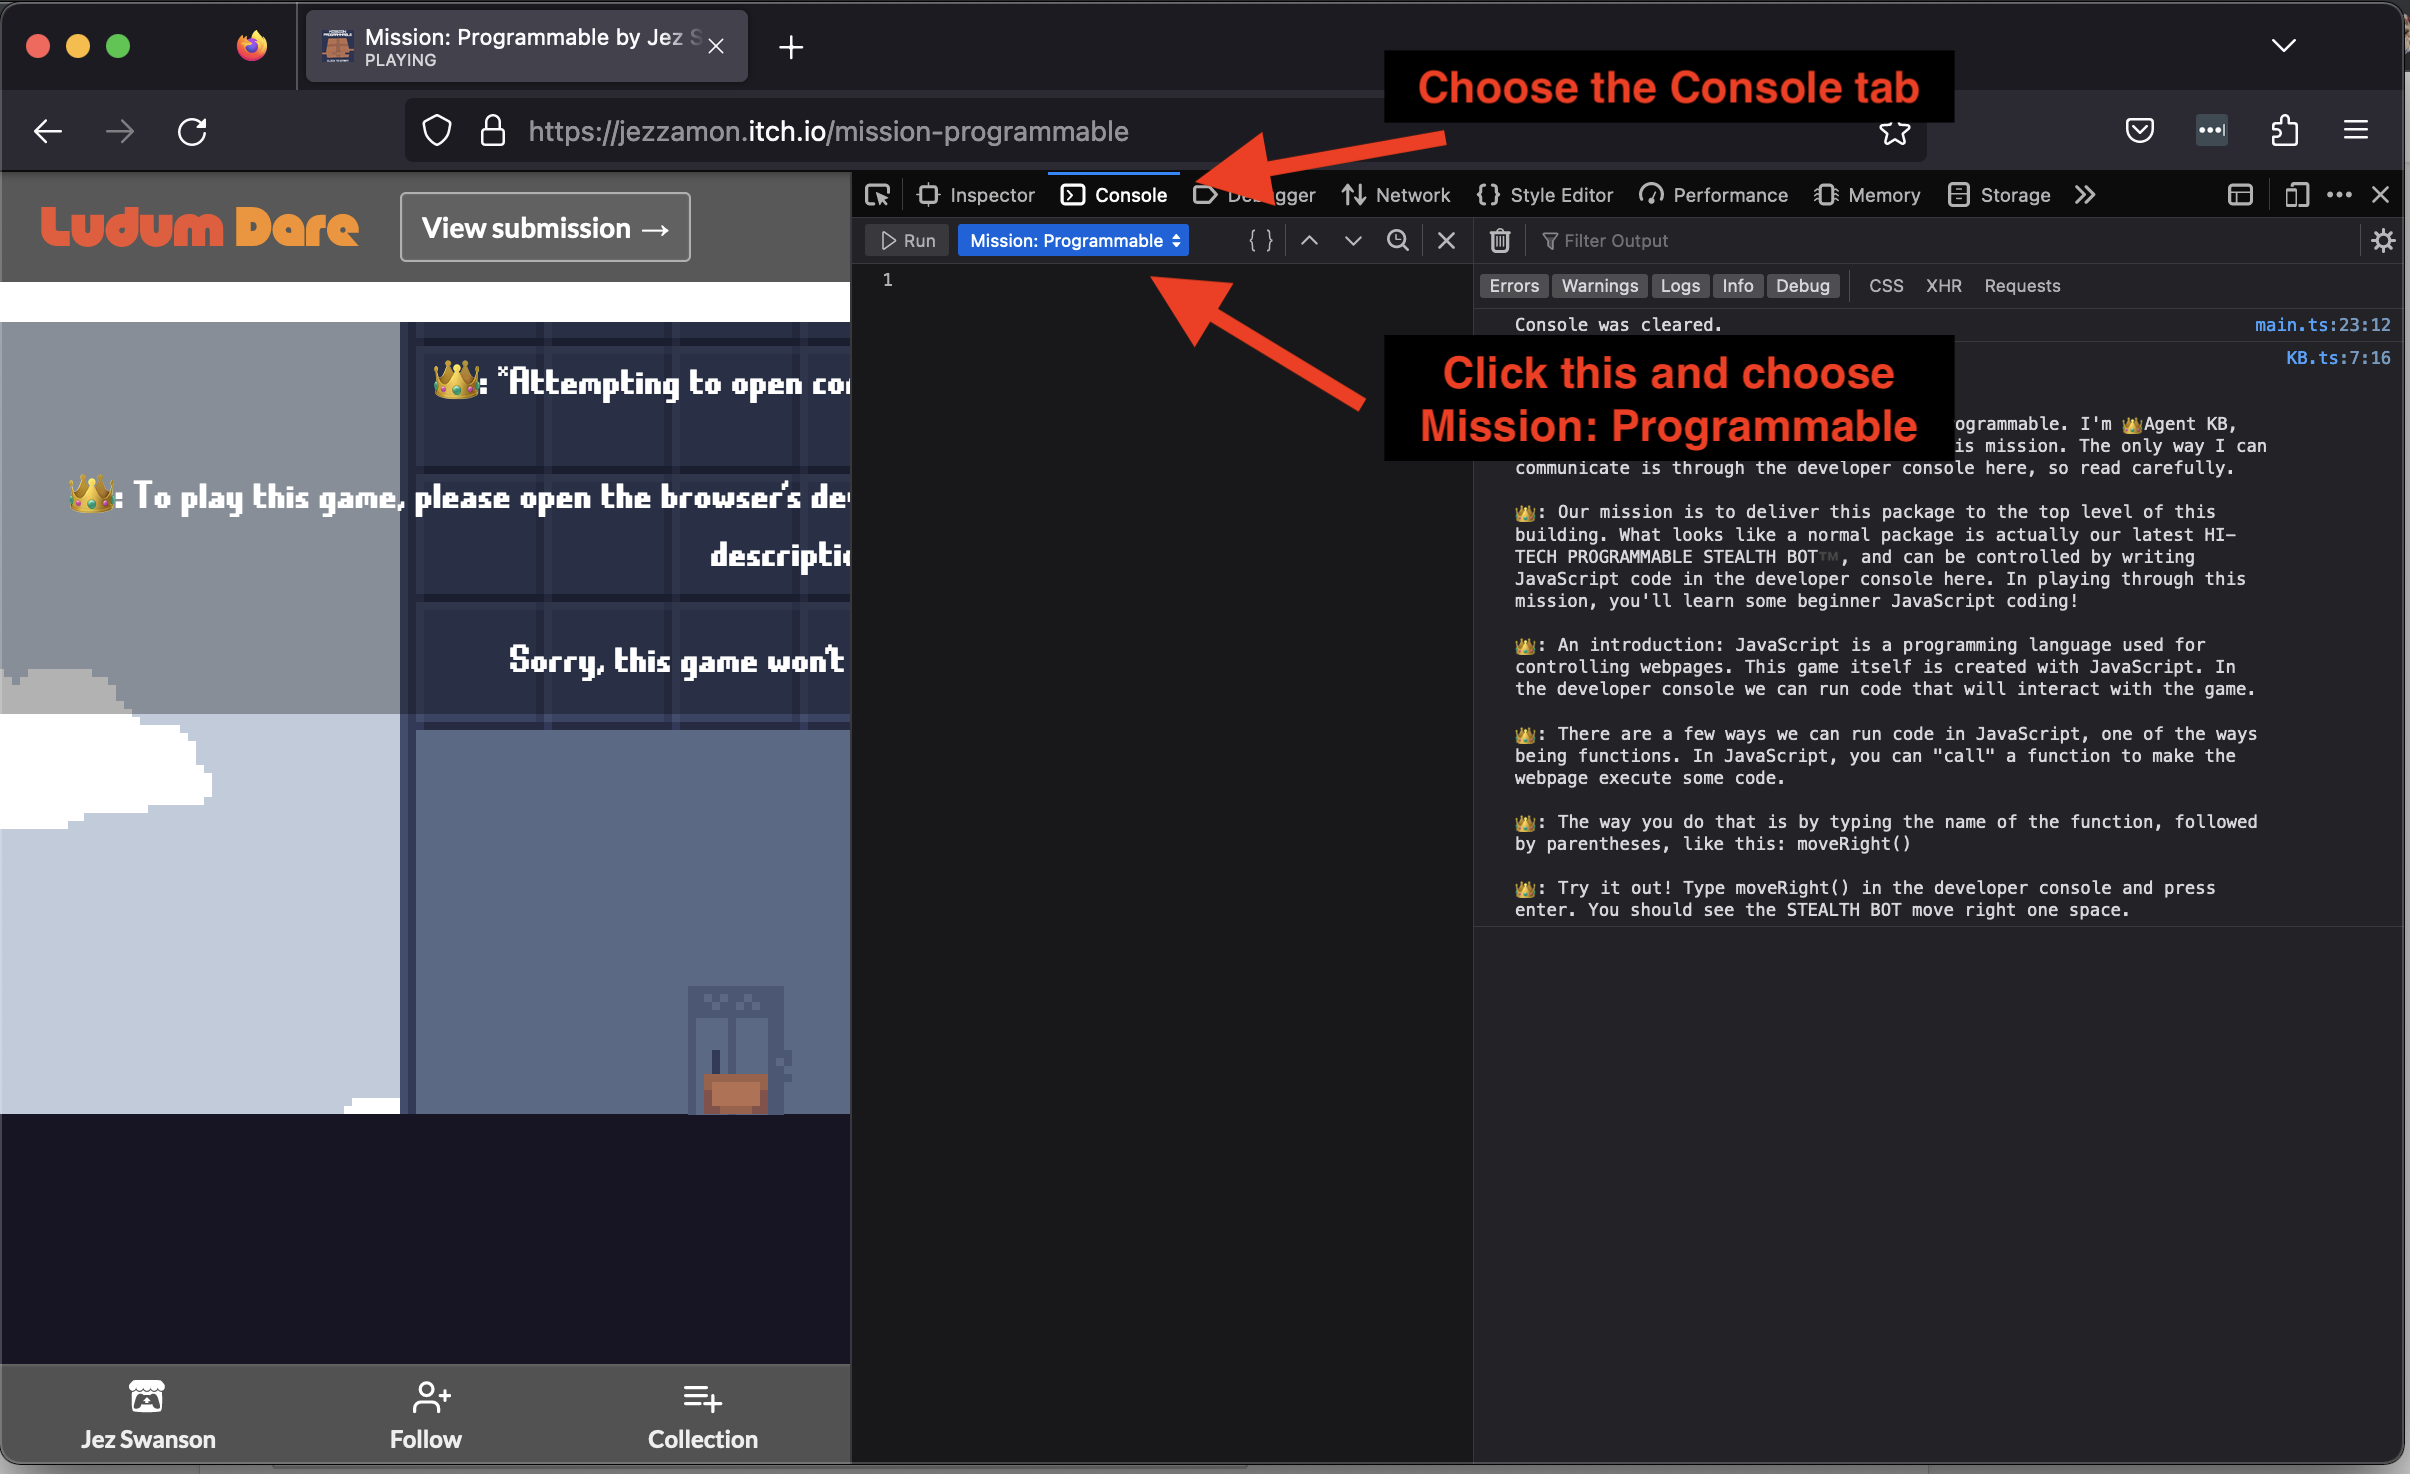 Mission: Programmable by Jez S
PLAYING
Choose the Console tab
https://jezzamon.itch.io/mission-programmable
Ludum Dare
View submission →
Inspector
Console
Debugger
Network
Style Editor
Performance
Memory
Storage
Run
Mission: Programmable
Filter Output
1
Errors
Warnings
Logs
Info
Debug
CSS
XHR
Requests
Console was cleared.
main.ts:23:12
KB.ts:7:16
Click this and choose
Mission: Programmable
👑: *Attempting to open co
👑: To play this game, please open the browser's de
descripti
Sorry, this game won't
ogrammable. I'm 👑Agent KB,
is mission. The only way I can
communicate is through the developer console here, so read carefully.
👑: Our mission is to deliver this package to the top level of this
building. What looks like a normal package is actually our latest HI-
TECH PROGRAMMABLE STEALTH BOT™, and can be controlled by writing
JavaScript code in the developer console here. In playing through this
mission, you'll learn some beginner JavaScript coding!
👑: An introduction: JavaScript is a programming language used for
controlling webpages. This game itself is created with JavaScript. In
the developer console we can run code that will interact with the game.
👑: There are a few ways we can run code in JavaScript, one of the ways
being functions. In JavaScript, you can "call" a function to make the
webpage execute some code.
👑: The way you do that is by typing the name of the function, followed
by parentheses, like this: moveRight()
👑: Try it out! Type moveRight() in the developer console and press
enter. You should see the STEALTH BOT move right one space.
Jez Swanson
Follow
Collection